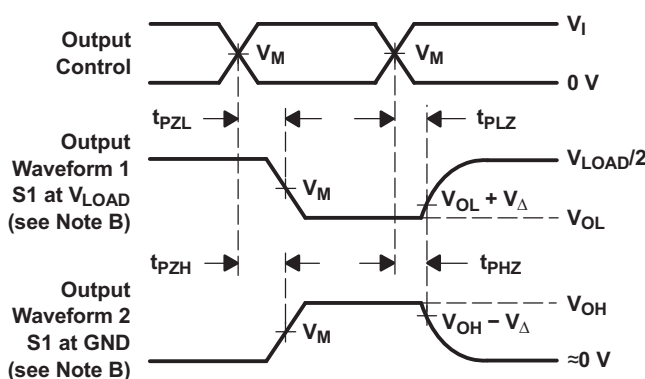 Output
Control
V_M
V_M
V_I
0 V
t_PZL
t_PLZ
Output
Waveform 1
S1 at V_LOAD
(see Note B)
V_M
V_LOAD/2
V_OL + V_Δ
V_OL
t_PZH
t_PHZ
Output
Waveform 2
S1 at GND
(see Note B)
V_M
V_OH
V_OH − V_Δ
≈0 V